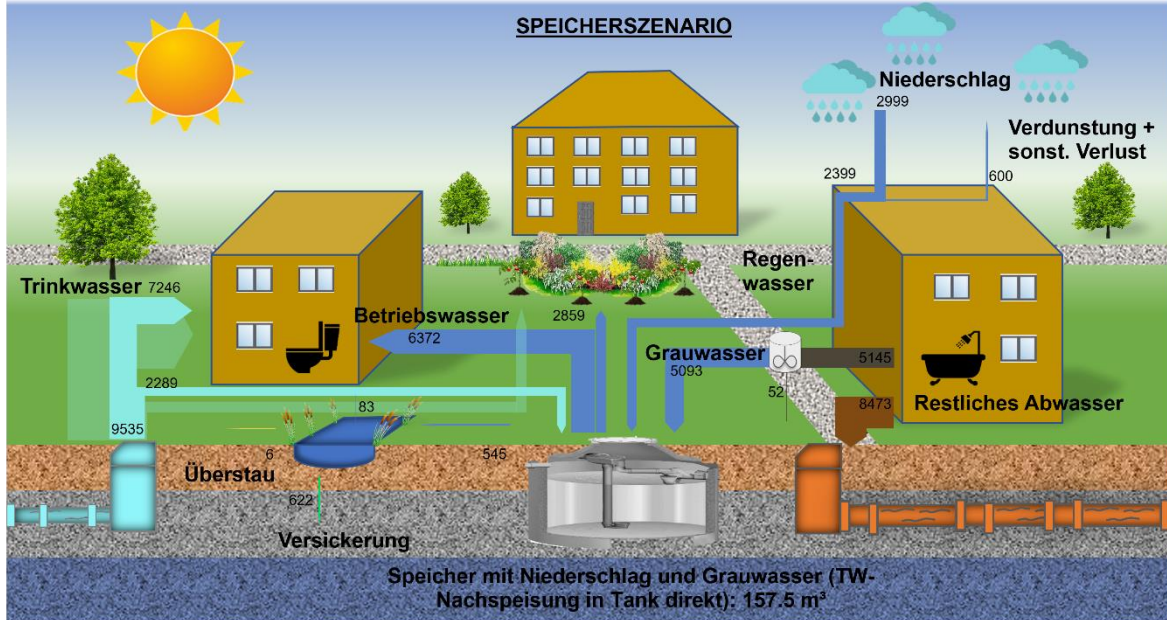 SPEICHERSZENARIO
Niederschlag
2999
Verdunstung +
sonst. Verlust
2399
600
Regen-
wasser
Trinkwasser
7246
Betriebswasser
6372
2859
Grauwasser
5093
5145
52
2289
83
8473
Restliches Abwasser
9535
6
545
Überstau
622
Versickerung
Speicher mit Niederschlag und Grauwasser (TW-
Nachspeisung in Tank direkt): 157.5 m³